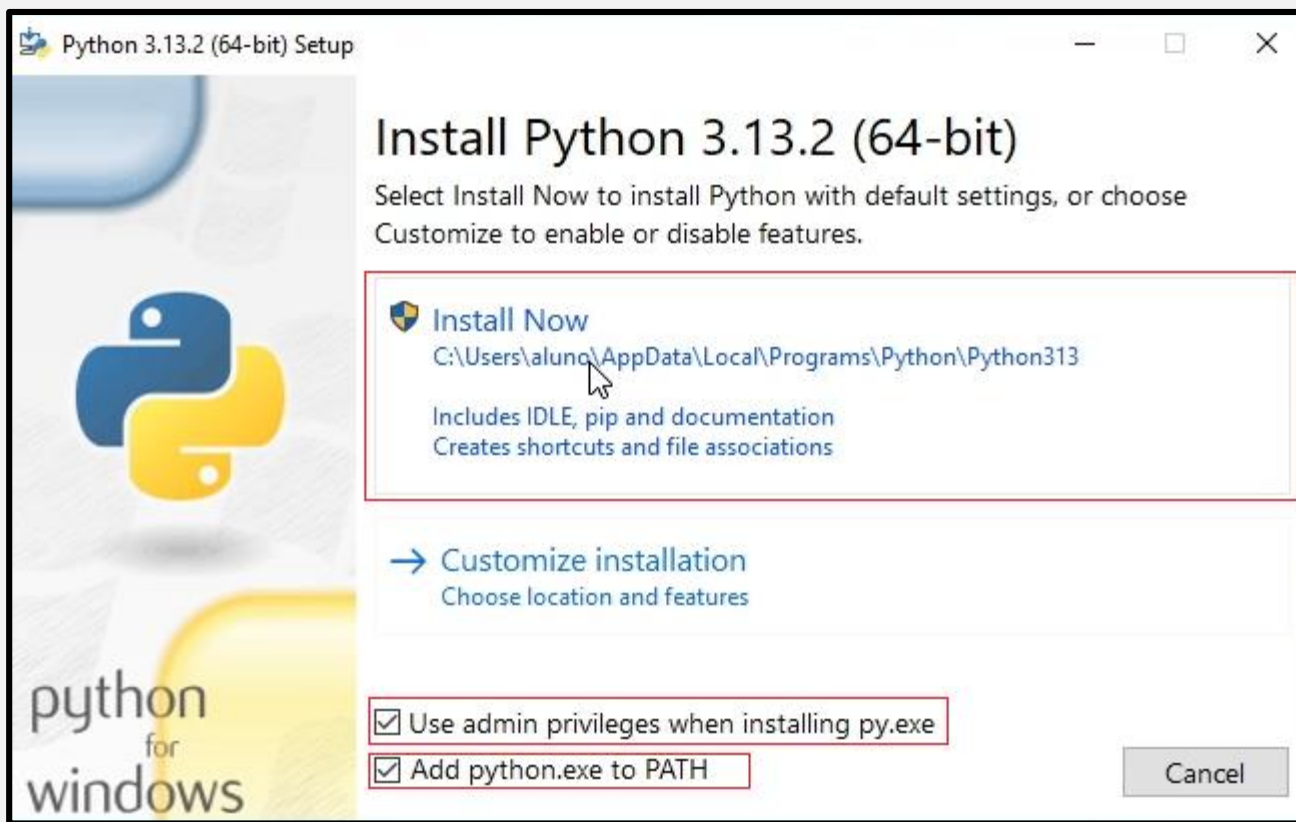 Python 3.13.2 (64-bit) Setup
Install Python 3.13.2 (64-bit)
Select Install Now to install Python with default settings, or choose
Customize to enable or disable features.
Install Now
C:\Users\aluno\AppData\Local\Programs\Python\Python313
Includes IDLE, pip and documentation
Creates shortcuts and file associations
Customize installation
Choose location and features
Use admin privileges when installing py.exe
Add python.exe to PATH
Cancel
python
for
windows